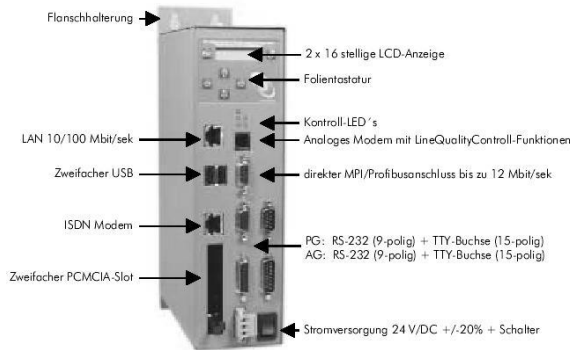 Flanschhalterung
2 x 16 stellige LCD-Anzeige
Folientastatur
Kontroll-LED´s
LAN 10/100 Mbit/sek
Analoges Modem mit LineQualityControll-Funktionen
Zweifacher USB
direkter MPI/Profibusanschluss bis zu 12 Mbit/sek
ISDN Modem
PG: RS-232 (9-polig) + TTY-Buchse (15-polig)
AG: RS-232 (9-polig) + TTY-Buchse (15-polig)
Zweifacher PCMCIA-Slot
Stromversorgung 24 V/DC +/-20% + Schalter